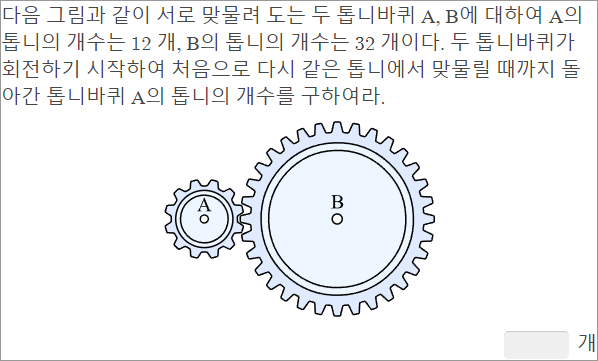 다음 그림과 같이 서로 맞물려 도는 두 톱니바퀴 A, B에 대하여 A의
톱니의 개수는 12 개, B의 톱니의 개수는 32 개이다. 두 톱니바퀴가
회전하기 시작하여 처음으로 다시 같은 톱니에서 맞물릴 때까지 돌
아간 톱니바퀴 A의 톱니의 개수를 구하여라.
A
B
개